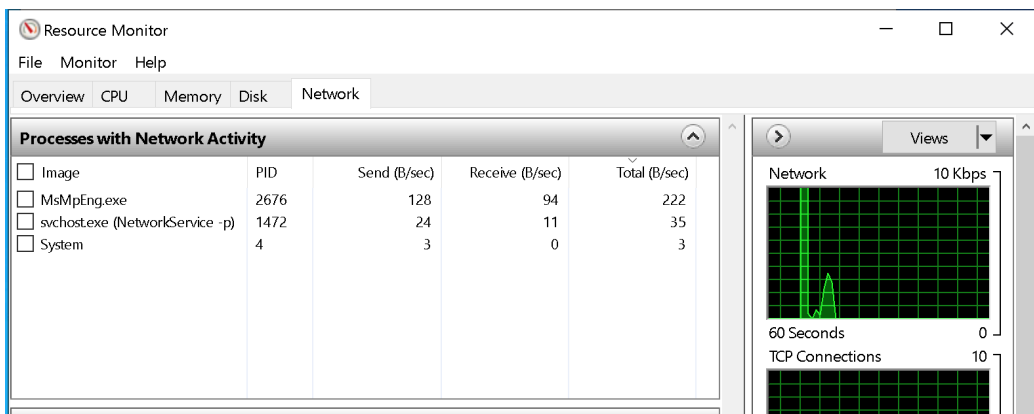 Resource Monitor
File Monitor Help
Overview CPU Memory Disk Network
Processes with Network Activity
Image PID Send (B/sec) Receive (B/sec) Total (B/sec)
MsMpEng.exe 2676 128 94 222
svchost.exe (NetworkService -p) 1472 24 11 35
System 4 3 0 3
Views
Network 10 Kbps
60 Seconds 0
TCP Connections 10